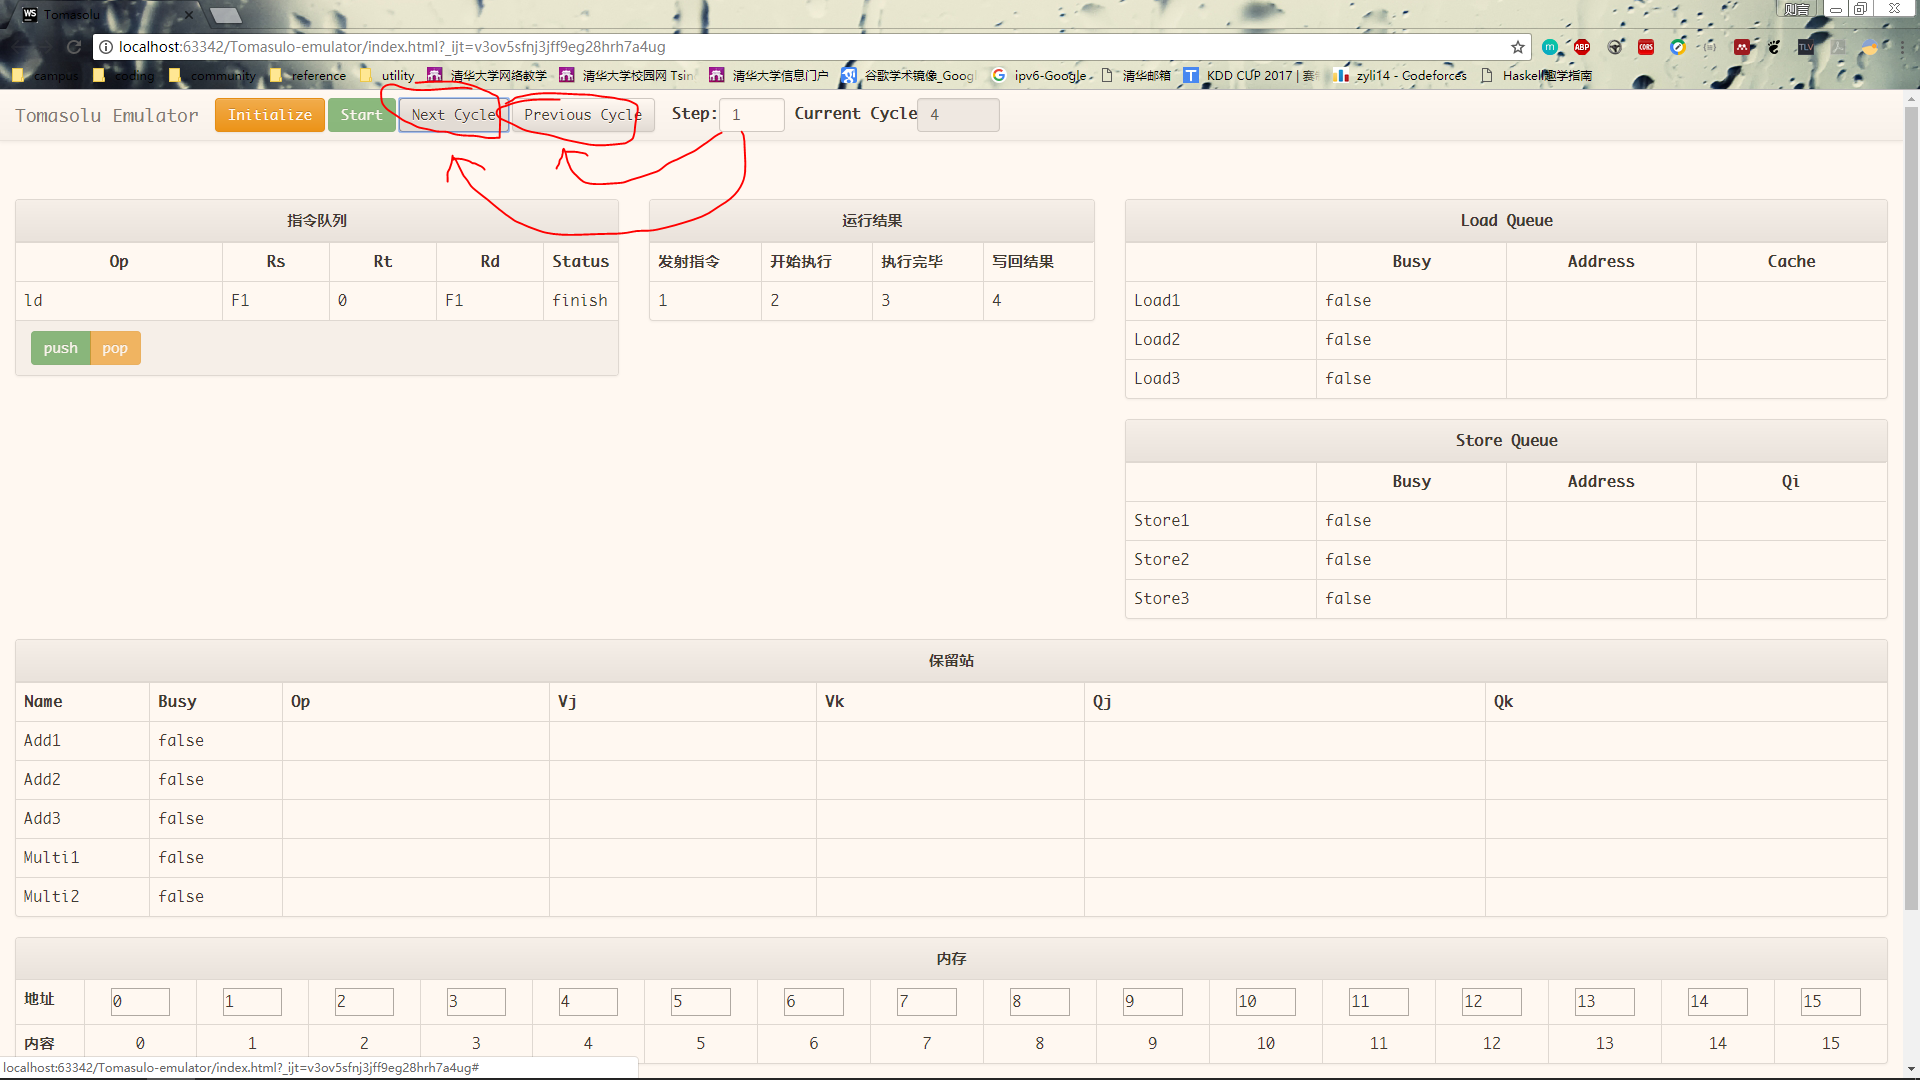 Tomasolu
localhost:63342/Tomasulo-emulator/index.html?_ijt=v3ov5sfnj3jff9eg28hrh7a4ug
campus coding community reference utility 清华大学网络教学 清华大学校园网 Tsin 清华大学信息门户 谷歌学术镜像_Goog ipv6-Google KDD CUP 2017 | 赛 zyli14 - Codeforces Haskell趣学指南
Tomasolu Emulator Initialize Start Next Cycle Previous Cycle Step: 1 Current Cycle 4
指令队列
Op Rs Rt Rd Status
ld F1 0 F1 finish
push pop
运行结果
发射指令 开始执行 执行完毕 写回结果
1 2 3 4
Load Queue
Busy Address Cache
Load1 false
Load2 false
Load3 false
Store Queue
Busy Address Qi
Store1 false
Store2 false
Store3 false
保留站
Name Busy Op Vj Vk Qj Qk
Add1 false
Add2 false
Add3 false
Multi1 false
Multi2 false
内存
地址 0 1 2 3 4 5 6 7 8 9 10 11 12 13 14 15
内容 0 1 2 3 4 5 6 7 8 9 10 11 12 13 14 15
localhost:63342/Tomasulo-emulator/index.html?_ijt=v3ov5sfnj3jff9eg28hrh7a4ug#